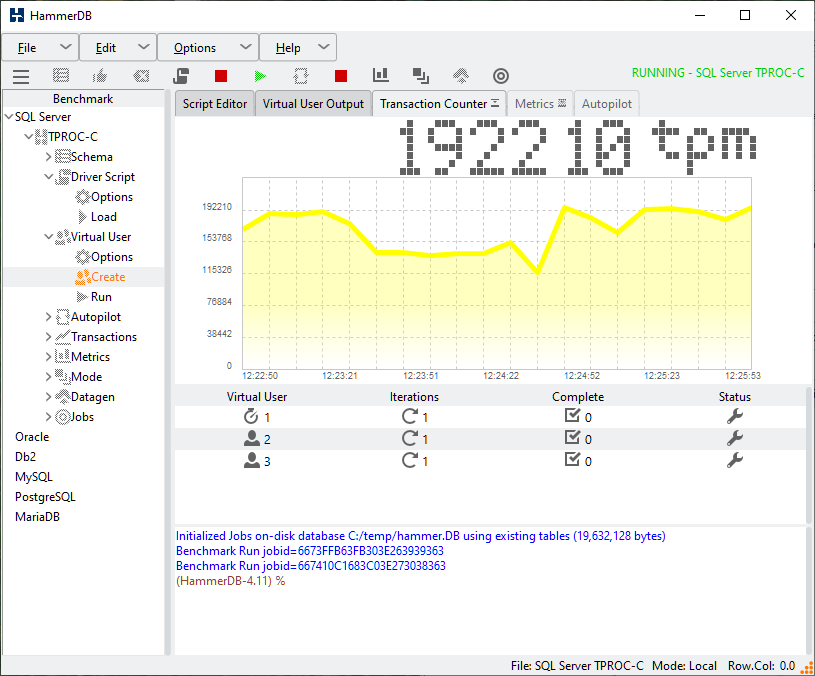 HammerDB
File Edit Options Help
RUNNING - SQL Server TPROC-C
Benchmark
SQL Server
TPROC-C
Schema
Driver Script
Options
Load
Virtual User
Options
Create
Run
Autopilot
Transactions
Metrics
Mode
Datagen
Jobs
Oracle
Db2
MySQL
PostgreSQL
MariaDB
Script Editor Virtual User Output Transaction Counter Metrics Autopilot
192210 tpm
192210
153768
115326
76884
38442
0
12:22:50 12:23:21 12:23:51 12:24:22 12:24:52 12:25:23 12:25:53
Virtual User Iterations Complete Status
1 1 0
2 1 0
3 1 0
Initialized Jobs on-disk database C:/temp/hammer.DB using existing tables (19,632,128 bytes)
Benchmark Run jobid=6673FFB63FB303E263939363
Benchmark Run jobid=667410C1683C03E273038363
(HammerDB-4.11) %
File: SQL Server TPROC-C Mode: Local Row.Col: 0.0